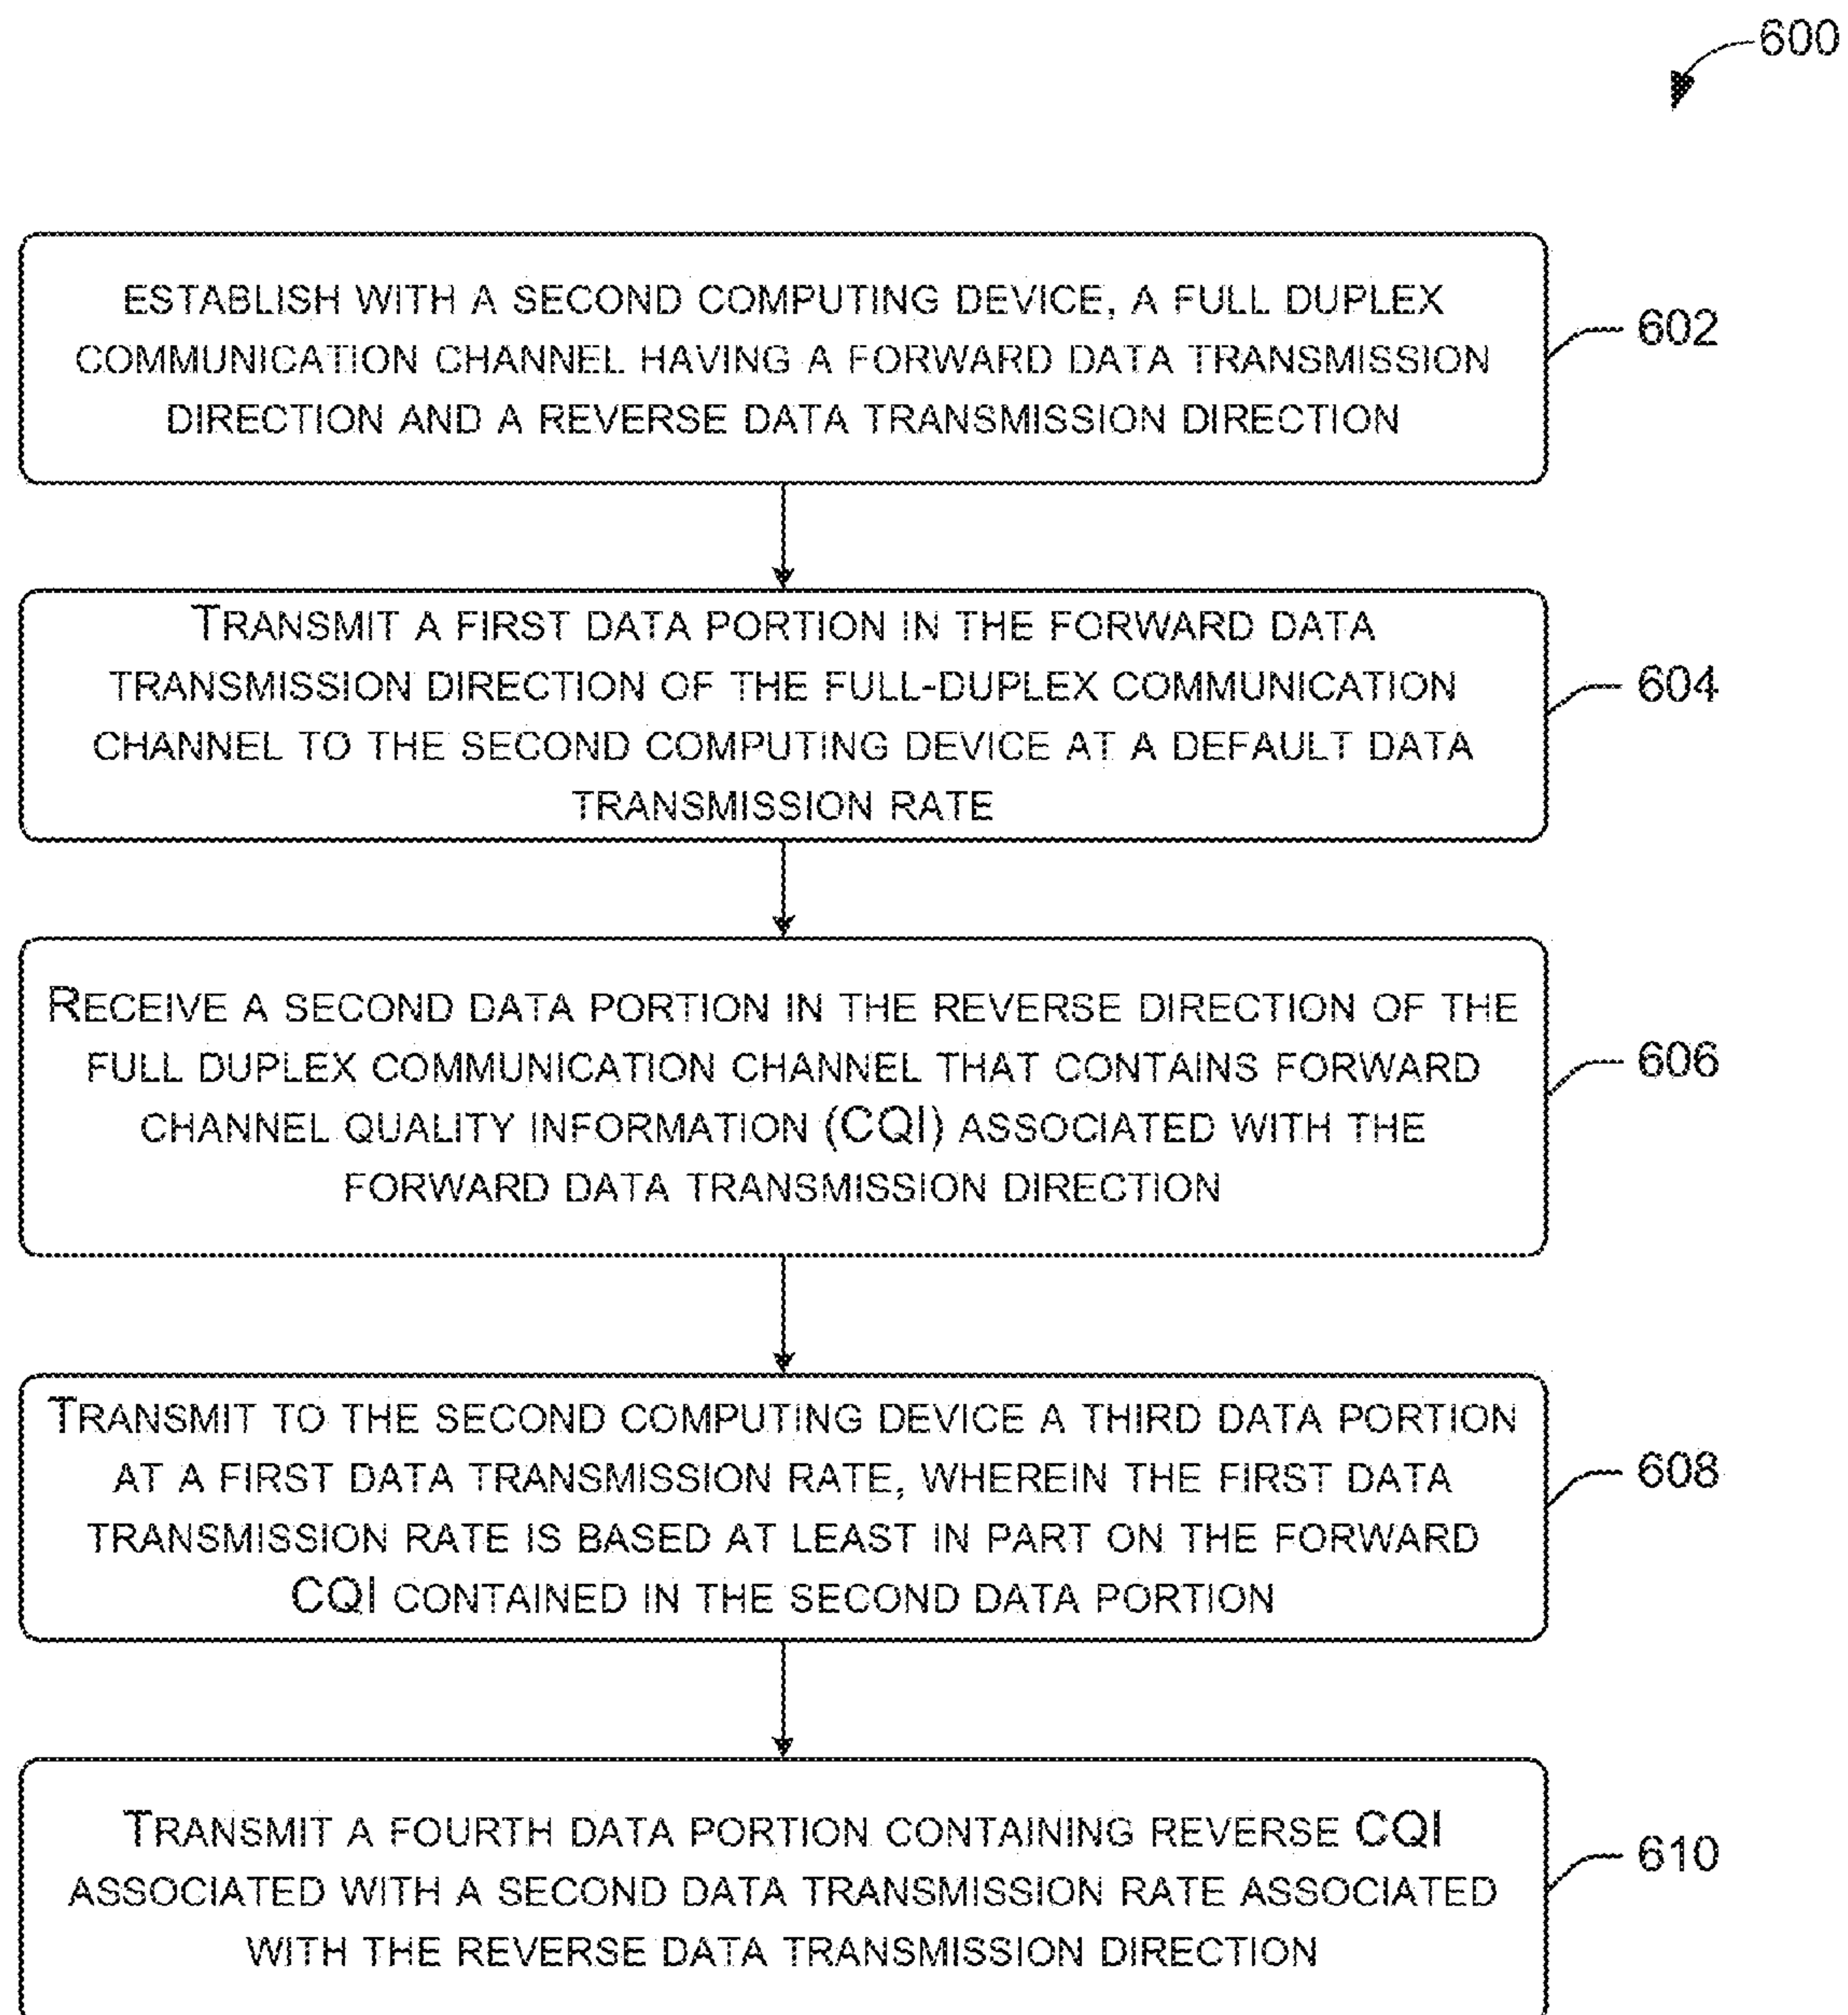 600
ESTABLISH WITH A SECOND COMPUTING DEVICE, A FULL DUPLEX
COMMUNICATION CHANNEL HAVING A FORWARD DATA TRANSMISSION
DIRECTION AND A REVERSE DATA TRANSMISSION DIRECTION
602
TRANSMIT A FIRST DATA PORTION IN THE FORWARD DATA
TRANSMISSION DIRECTION OF THE FULL-DUPLEX COMMUNICATION
CHANNEL TO THE SECOND COMPUTING DEVICE AT A DEFAULT DATA
TRANSMISSION RATE
604
RECEIVE A SECOND DATA PORTION IN THE REVERSE DIRECTION OF THE
FULL DUPLEX COMMUNICATION CHANNEL THAT CONTAINS FORWARD
CHANNEL QUALITY INFORMATION (CQI) ASSOCIATED WITH THE
FORWARD DATA TRANSMISSION DIRECTION
606
TRANSMIT TO THE SECOND COMPUTING DEVICE A THIRD DATA PORTION
AT A FIRST DATA TRANSMISSION RATE, WHEREIN THE FIRST DATA
TRANSMISSION RATE IS BASED AT LEAST IN PART ON THE FORWARD
CQI CONTAINED IN THE SECOND DATA PORTION
608
TRANSMIT A FOURTH DATA PORTION CONTAINING REVERSE CQI
ASSOCIATED WITH A SECOND DATA TRANSMISSION RATE ASSOCIATED
WITH THE REVERSE DATA TRANSMISSION DIRECTION
610